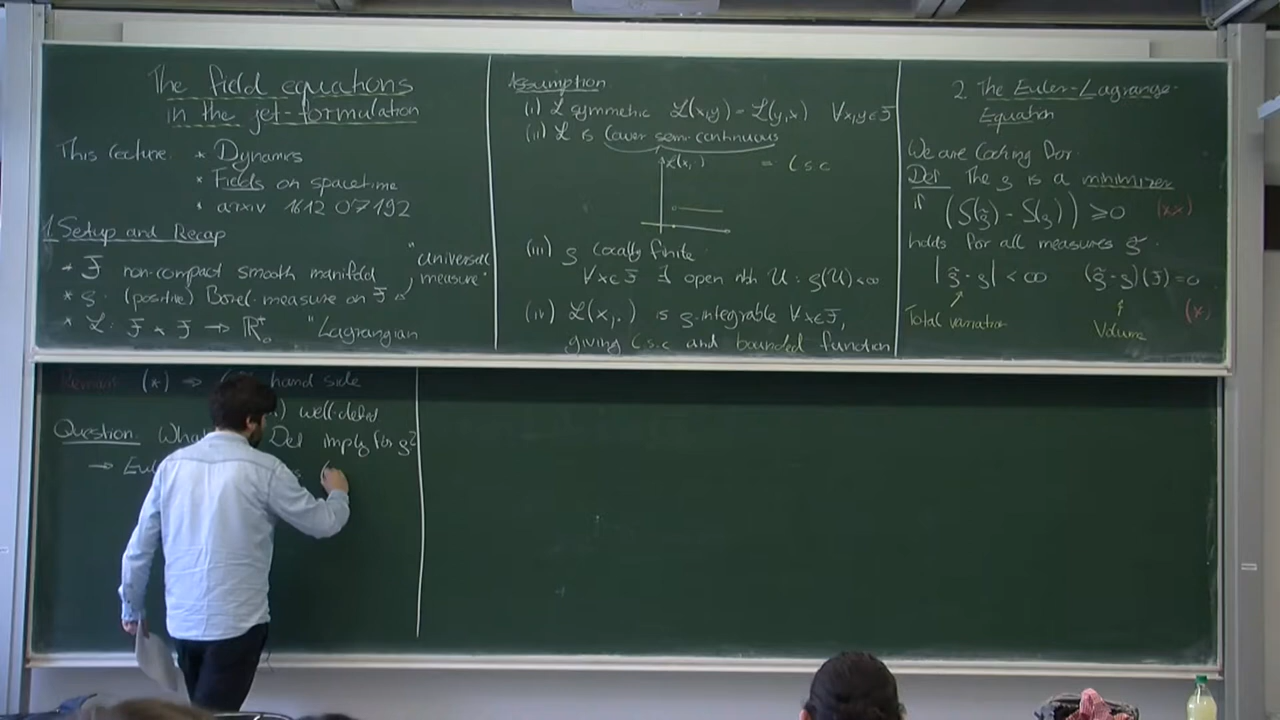 The field equations
in the jet-formulation
This lecture: * Dynamics
* Fields on spacetime
* arxiv 1612.07192
1. Setup and Recap
* ℱ non-compact smooth manifold
"universal measure"
* ρ: (positive) Borel-measure on ℱ
* ℒ: ℱ × ℱ → ℝ₀⁺ "Lagrangian
Assumption
(i) ℒ symmetric ℒ(x,y) = ℒ(y,x) ∀x,y∈ℱ
(ii) ℒ is lower semi-continuous
ℒ(x,.) = l.s.c
(iii) ρ locally finite
∀x∈ℱ ∃ open nbh U: ρ(U)<∞
(iv) ℒ(x,.) is ρ-integrable ∀x∈ℱ,
giving l.s.c and bounded function
2. The Euler-Lagrange-
Equation
We are looking for
Def The ρ is a minimizer
if (S(ρ̃) - S(ρ)) ≥ 0 (**)
holds for all measures ρ̃
|ρ̃ - ρ| < ∞ (ρ̃ - ρ)(ℱ) = 0
Total variation Volume (*)
Remark (*) ⇒ hand side
) well-defined
Question. What Def imply for ρ?
→ Eul